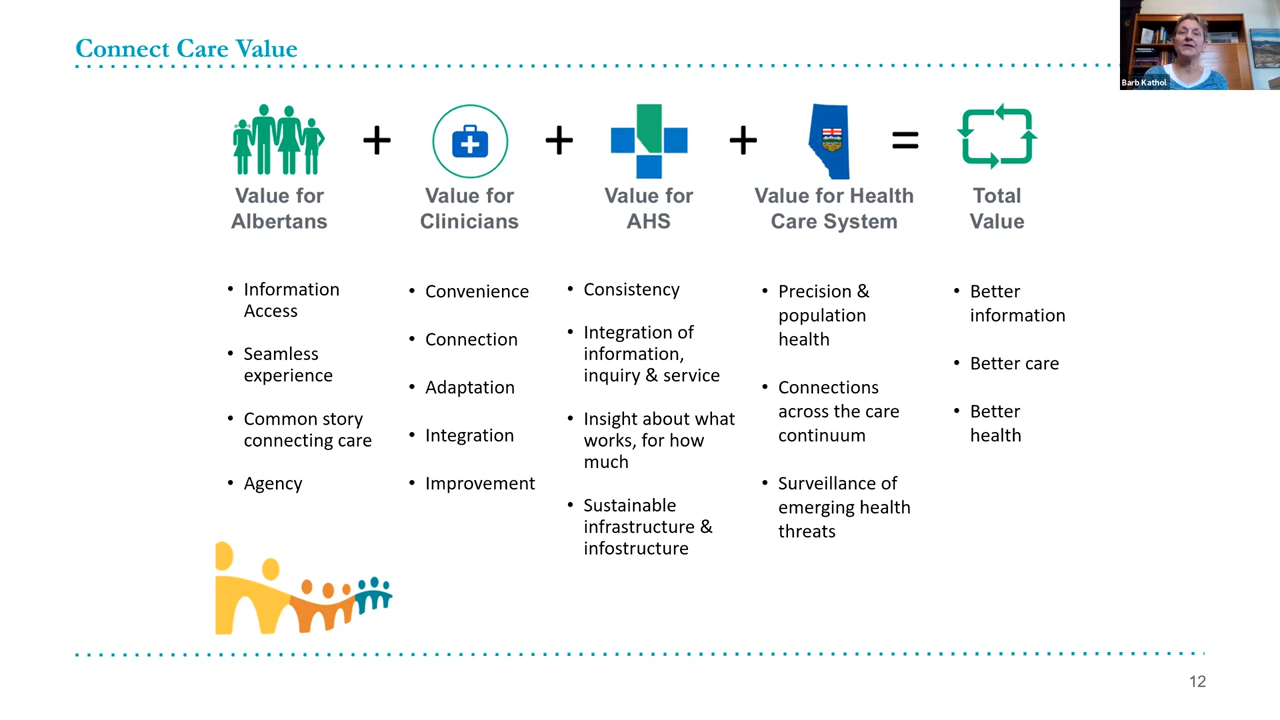 Connect Care Value
Barb Kathol
+ + + =
Value for
Albertans
Value for
Clinicians
Value for
AHS
Value for Health
Care System
Total
Value
• Information
Access
• Seamless
experience
• Common story
connecting care
• Agency
• Convenience
• Connection
• Adaptation
• Integration
• Improvement
• Consistency
• Integration of
information,
inquiry & service
• Insight about what
works, for how
much
• Sustainable
infrastructure &
infostructure
• Precision &
population
health
• Connections
across the care
continuum
• Surveillance of
emerging health
threats
• Better
information
• Better care
• Better
health
12